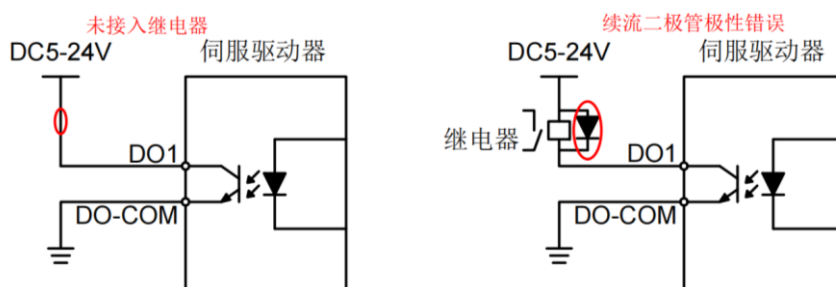 未接入继电器
DC5-24V
伺服驱动器
DO1
DO-COM
续流二极管极性错误
DC5-24V
伺服驱动器
继电器
DO1
DO-COM